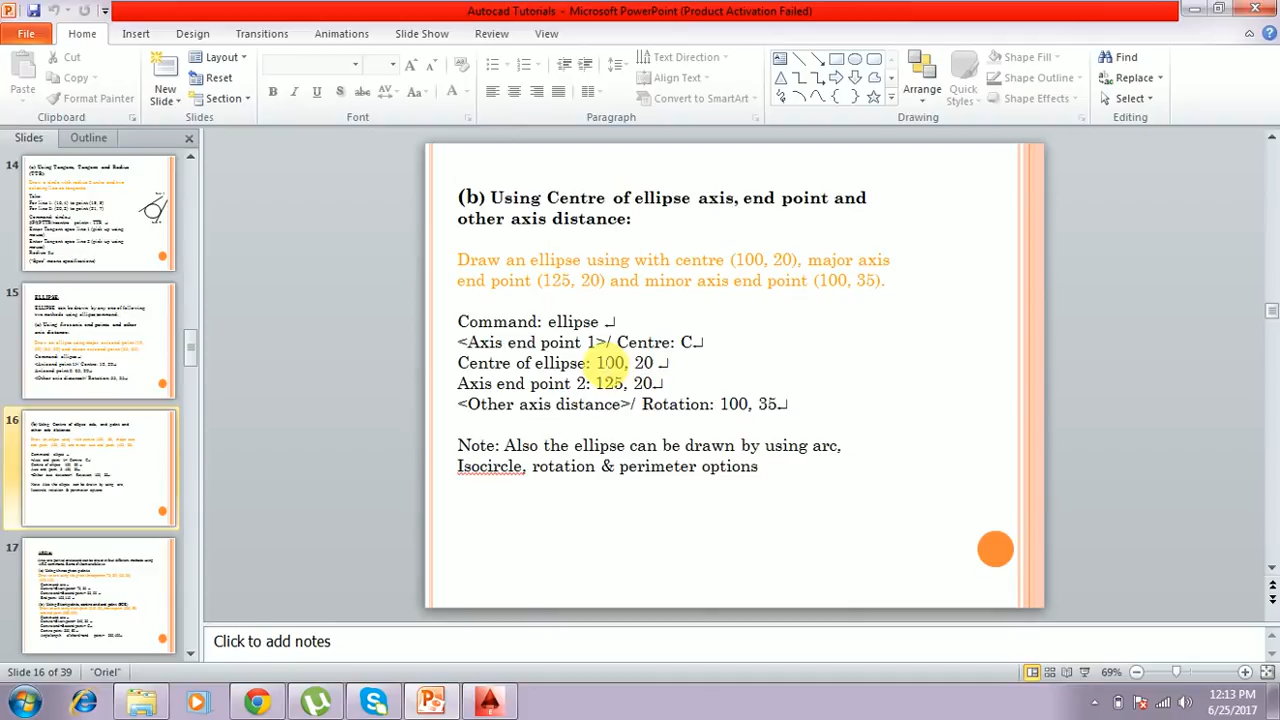 Autocad Tutorials - Microsoft PowerPoint (Product Activation Failed)
File Home Insert Design Transitions Animations Slide Show Review View
Paste
Cut
Copy
Format Painter
Clipboard
New Slide
Layout
Reset
Section
Slides
B I U S abc AV Aa A
Font
Text Direction
Align Text
Convert to SmartArt
Paragraph
Arrange
Quick Styles
Shape Fill
Shape Outline
Shape Effects
Drawing
Find
Replace
Select
Editing
Slides Outline
14
15
ELLIPSE
16
17
(b) Using Centre of ellipse axis, end point and
other axis distance:
Draw an ellipse using with centre (100, 20), major axis
end point (125, 20) and minor axis end point (100, 35).
Command: ellipse ↵
<Axis end point 1>/ Centre: C↵
Centre of ellipse: 100, 20 ↵
Axis end point 2: 125, 20↵
<Other axis distance>/ Rotation: 100, 35↵
Note: Also the ellipse can be drawn by using arc,
Isocircle, rotation & perimeter options
Click to add notes
Slide 16 of 39 "Oriel" 69%
12:13 PM
6/25/2017